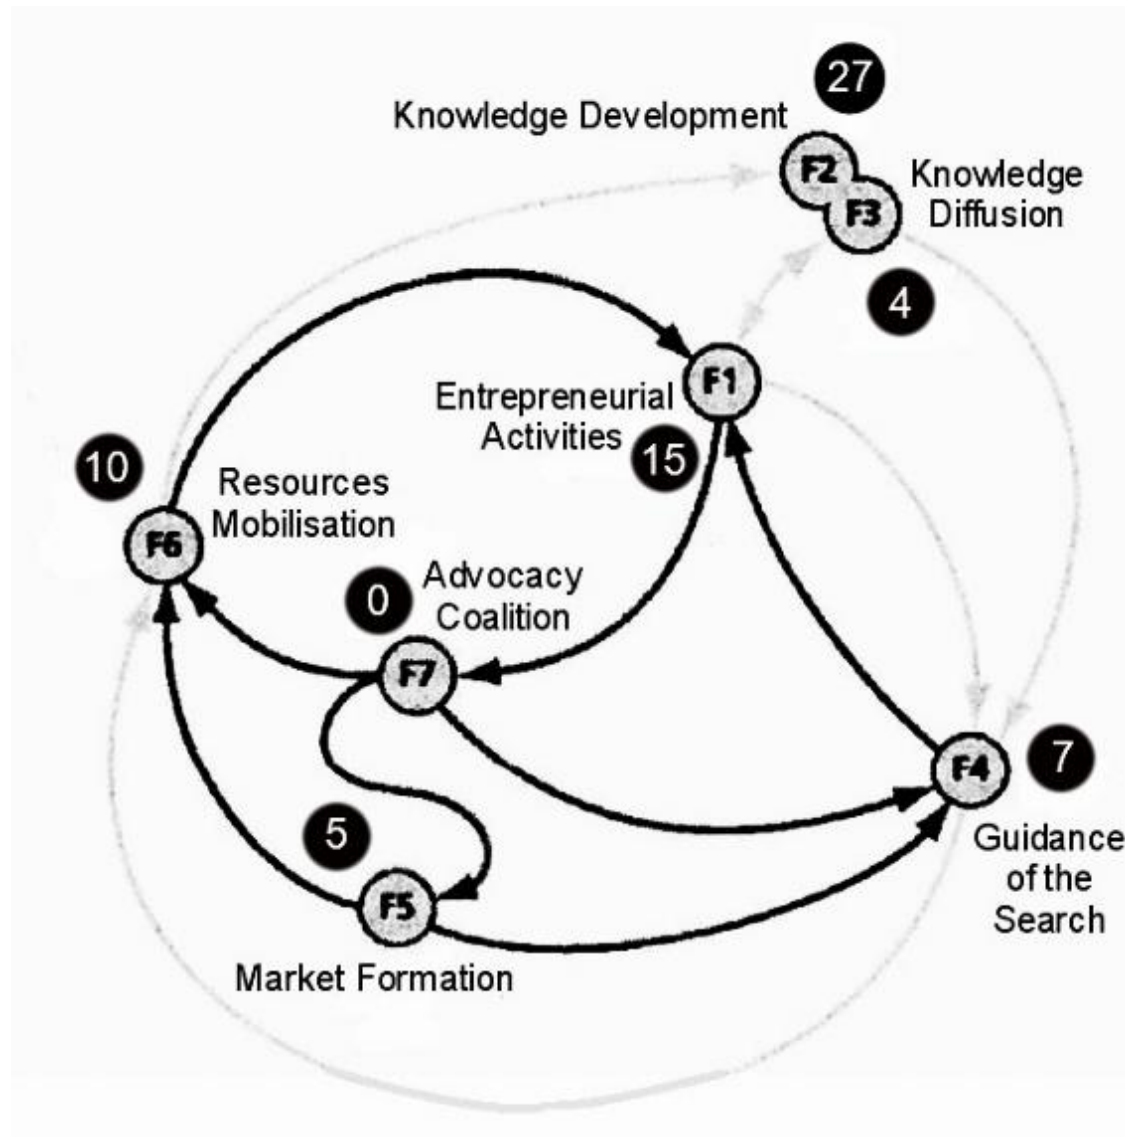 27
Knowledge Development
F2
Knowledge
Diffusion
F3
4
F1
Entrepreneurial
Activities
15
10
Resources
Mobilisation
F6
Advocacy
Coalition
0
F7
F4
7
Guidance
of the
Search
5
F5
Market Formation